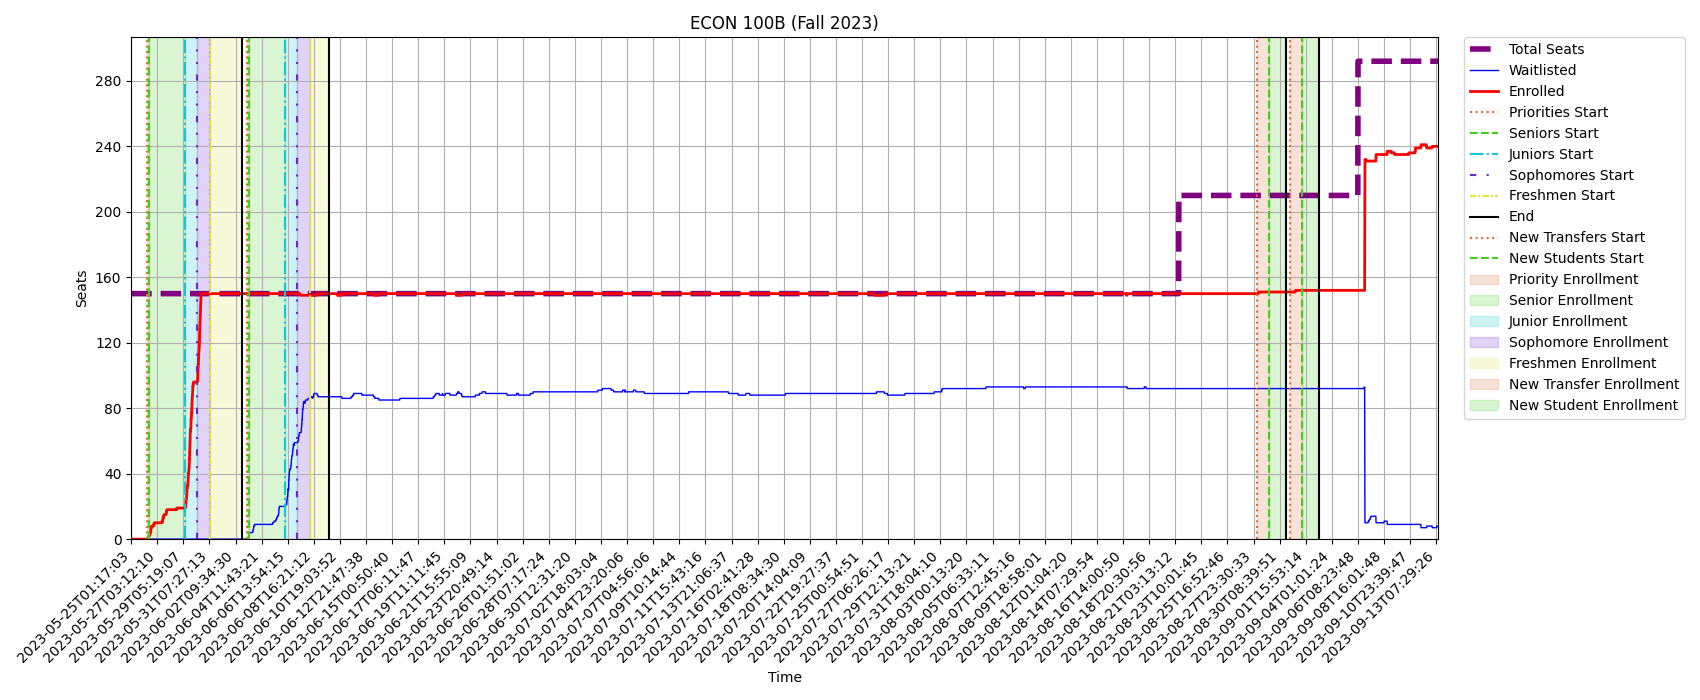 ECON 100B (Fall 2023)
Seats
280
240
200
160
120
80
40
0
2023-05-25T01:17:03
2023-05-27T03:12:10
2023-05-29T05:19:07
2023-05-31T07:27:13
2023-06-02T09:34:30
2023-06-04T11:43:21
2023-06-06T13:54:15
2023-06-08T16:21:12
2023-06-10T19:03:52
2023-06-12T21:47:38
2023-06-15T00:50:40
2023-06-17T06:11:47
2023-06-19T11:11:45
2023-06-21T15:55:09
2023-06-23T20:49:14
2023-06-26T01:51:02
2023-06-28T07:17:24
2023-06-30T12:31:20
2023-07-02T18:03:04
2023-07-04T23:20:06
2023-07-07T04:56:06
2023-07-09T10:14:44
2023-07-11T15:43:16
2023-07-13T21:06:37
2023-07-16T02:41:28
2023-07-18T08:34:30
2023-07-20T14:04:09
2023-07-22T19:27:37
2023-07-25T00:54:51
2023-07-27T06:26:17
2023-07-29T12:13:21
2023-07-31T18:04:10
2023-08-03T00:13:20
2023-08-05T06:33:11
2023-08-07T12:45:16
2023-08-09T18:58:01
2023-08-12T01:04:20
2023-08-14T07:29:54
2023-08-16T14:00:50
2023-08-18T20:30:56
2023-08-21T03:13:12
2023-08-23T10:01:45
2023-08-25T16:52:46
2023-08-27T23:30:33
2023-08-30T08:39:51
2023-09-01T15:53:14
2023-09-04T01:01:24
2023-09-06T08:23:48
2023-09-08T16:01:48
2023-09-10T23:39:47
2023-09-13T07:29:26
Time
Total Seats
Waitlisted
Enrolled
Priorities Start
Seniors Start
Juniors Start
Sophomores Start
Freshmen Start
End
New Transfers Start
New Students Start
Priority Enrollment
Senior Enrollment
Junior Enrollment
Sophomore Enrollment
Freshmen Enrollment
New Transfer Enrollment
New Student Enrollment